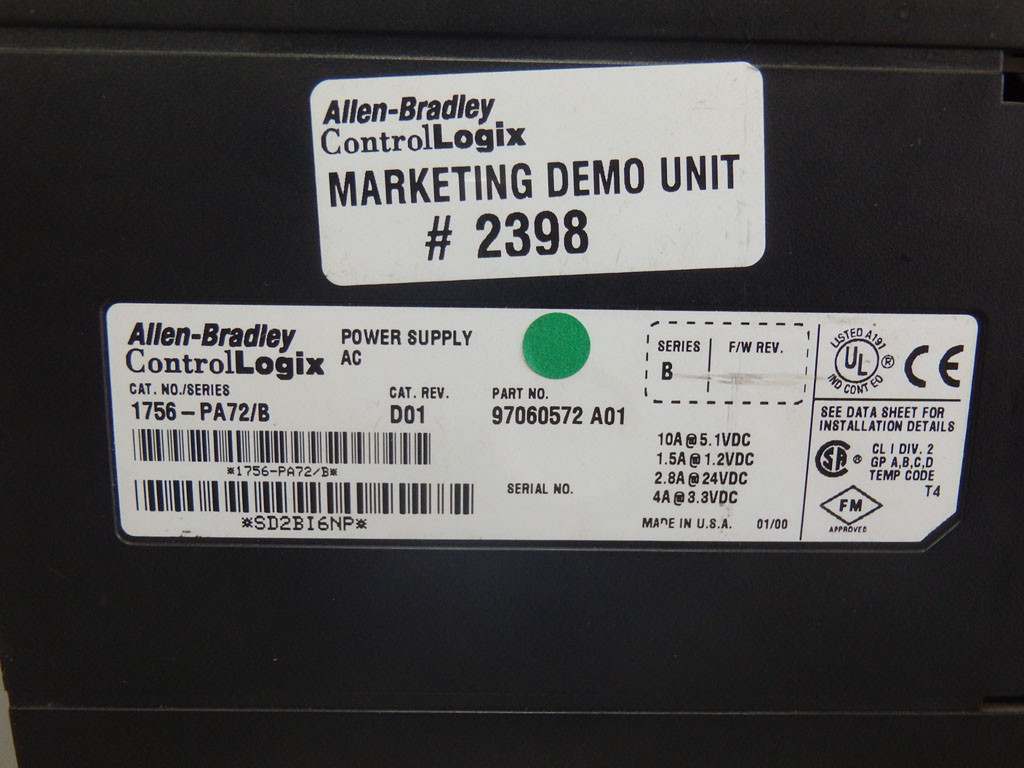 Allen-Bradley
ControlLogix
MARKETING DEMO UNIT
# 2398
Allen-Bradley
ControlLogix
POWER SUPPLY
AC
CAT. NO./SERIES
1756-PA72/B
CAT. REV.
D01
PART NO.
97060572 A01
*1756-PA72/B*
*SD2BI6NP*
SERIAL NO.
SERIES
B
F/W REV.
10A@5.1VDC
1.5A@1.2VDC
2.8A@24VDC
4A@3.3VDC
MADE IN U.S.A. 01/00
LISTED A191
UL ®
IND CONT EQ
CE
SEE DATA SHEET FOR
INSTALLATION DETAILS
SA ®
CL I DIV. 2
GP A,B,C,D
TEMP CODE
T4
FM
APPROVED